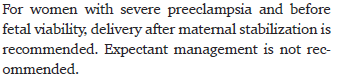 For women with severe preeclampsia and before
fetal viability, delivery after maternal stabilization is
recommended. Expectant management is not rec-
ommended.